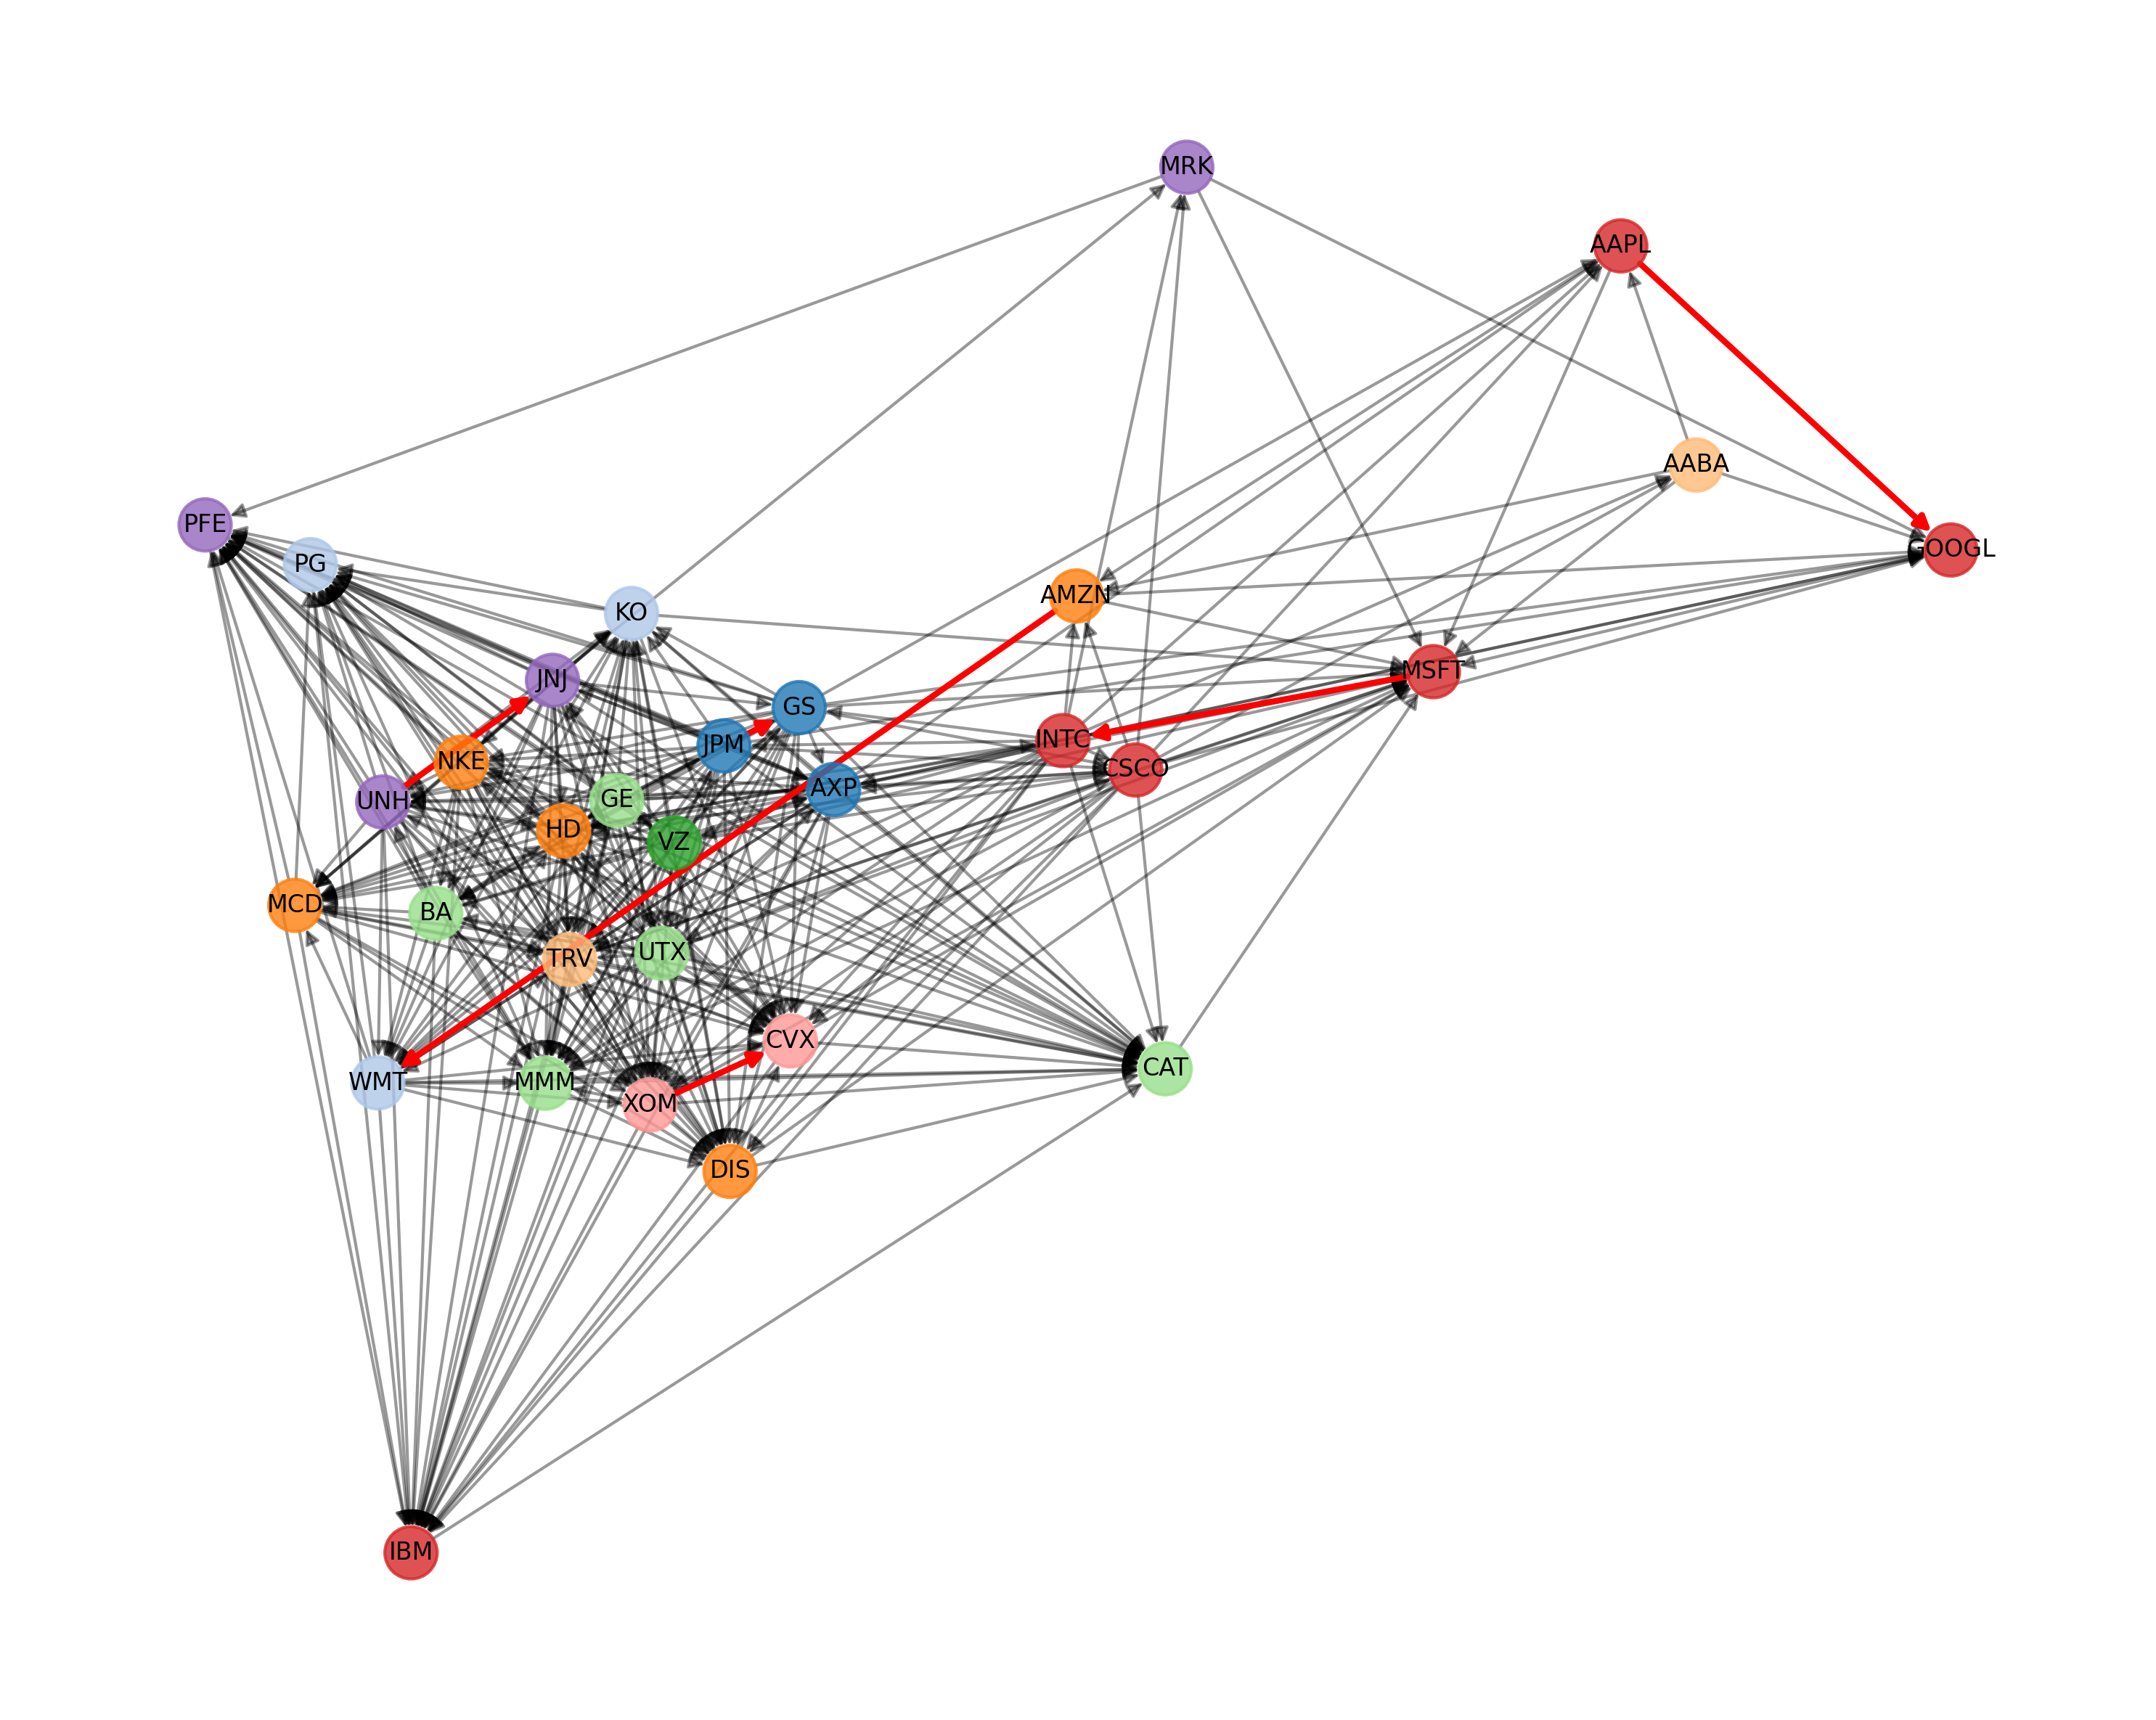 MRK
AAPL
AABA
PFE
GOOGL
PG
AMZN
KO
MSFT
JNJ
GS
INTC
JPM
NKE
CSCO
AXP
UNH
GE
HD
VZ
MCD
BA
TRV
UTX
CVX
CAT
WMT
MMM
XOM
DIS
IBM